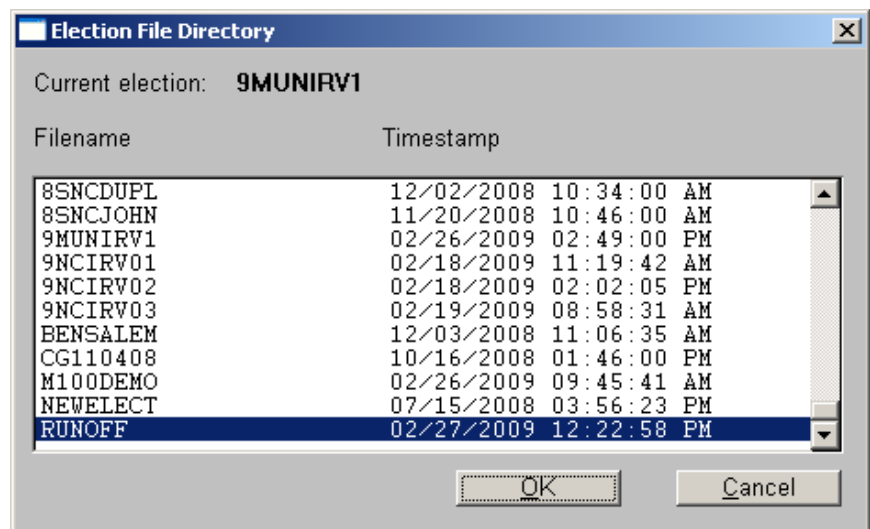 Election File Directory
Current election: 9MUNIRV1
Filename Timestamp
8SNCDUPL 12/02/2008 10:34:00 AM
8SNCJOHN 11/20/2008 10:46:00 AM
9MUNIRV1 02/26/2009 02:49:00 PM
9NCIRV01 02/18/2009 11:19:42 AM
9NCIRV02 02/18/2009 02:02:05 PM
9NCIRV03 02/19/2009 08:58:31 AM
BENSALEM 12/03/2008 11:06:35 AM
CG110408 10/16/2008 01:46:00 PM
M100DEMO 02/26/2009 09:45:41 AM
NEWELECT 07/15/2008 03:56:23 PM
RUNOFF 02/27/2009 12:22:58 PM
OK Cancel